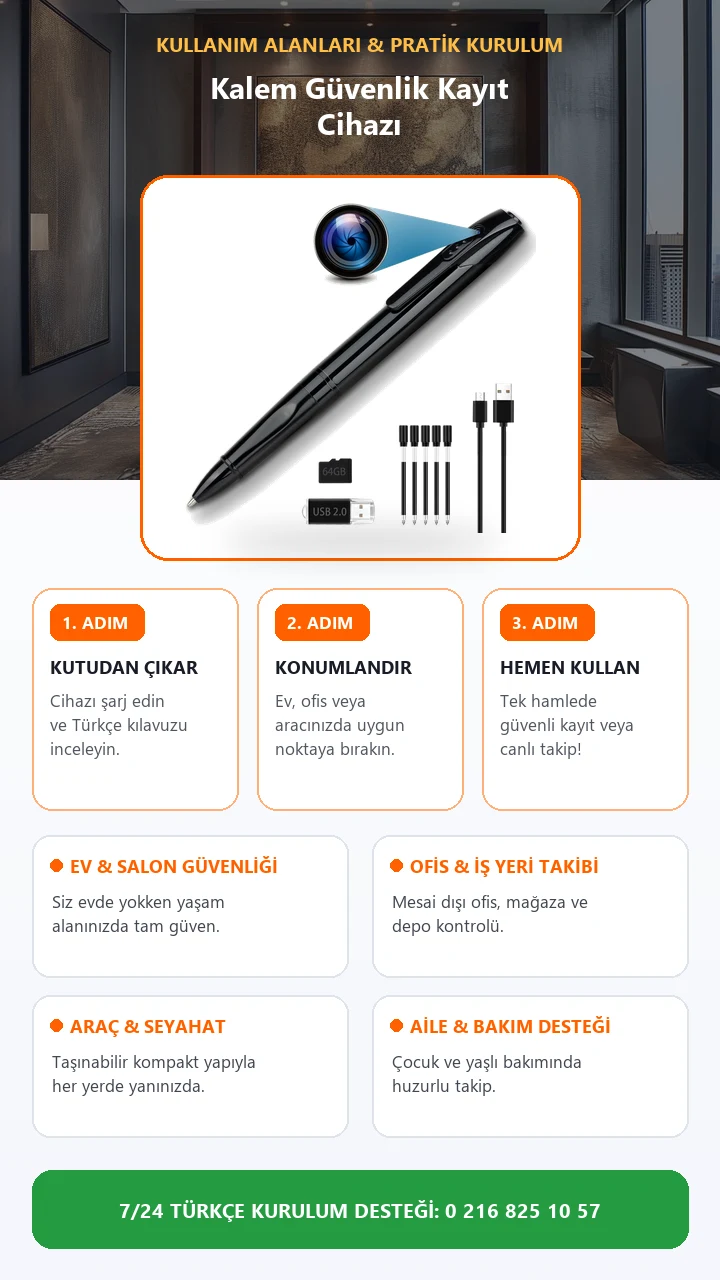 KULLANIM ALANLARI & PRATİK KURULUM
Kalem Güvenlik Kayıt
Cihazı
64GB
USB 2.0
1. ADIM
KUTUDAN ÇIKAR
Cihazı şarj edin
ve Türkçe kılavuzu
inceleyin.
2. ADIM
KONUMLANDIR
Ev, ofis veya
aracınızda uygun
noktaya bırakın.
3. ADIM
HEMEN KULLAN
Tek hamlede
güvenli kayıt veya
canlı takip!
EV & SALON GÜVENLİĞİ
Siz evde yokken yaşam
alanınızda tam güven.
OFİS & İŞ YERİ TAKİBİ
Mesai dışı ofis, mağaza ve
depo kontrolü.
ARAÇ & SEYAHAT
Taşınabilir kompakt yapıyla
her yerde yanınızda.
AİLE & BAKIM DESTEĞİ
Çocuk ve yaşlı bakımında
huzurlu takip.
7/24 TÜRKÇE KURULUM DESTEĞİ: 0 216 825 10 57